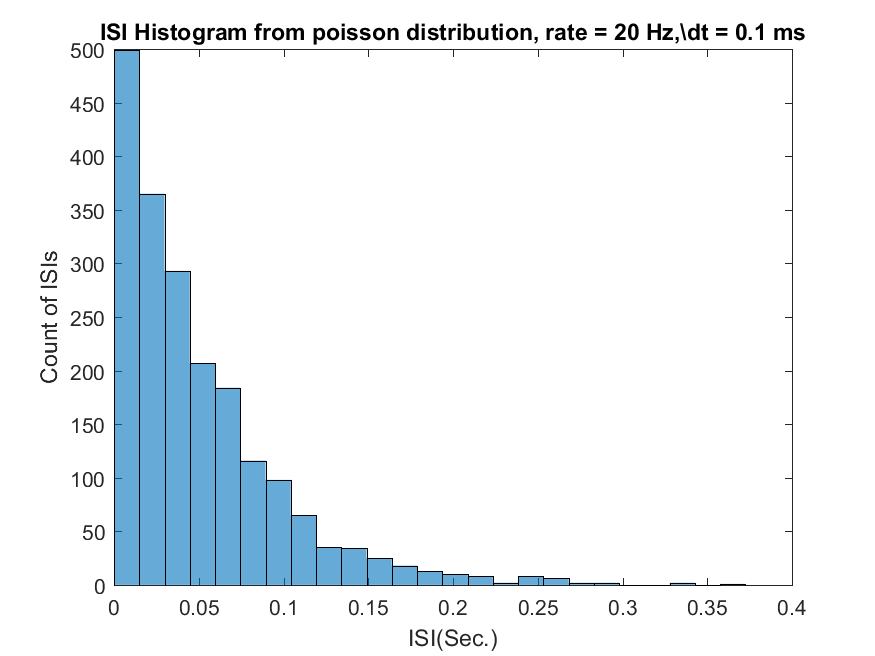 ISI Histogram from poisson distribution, rate = 20 Hz,\dt = 0.1 ms
500
450
400
350
300
250
200
150
100
50
0
Count of ISIs
0 0.05 0.1 0.15 0.2 0.25 0.3 0.35 0.4
ISI(Sec.)